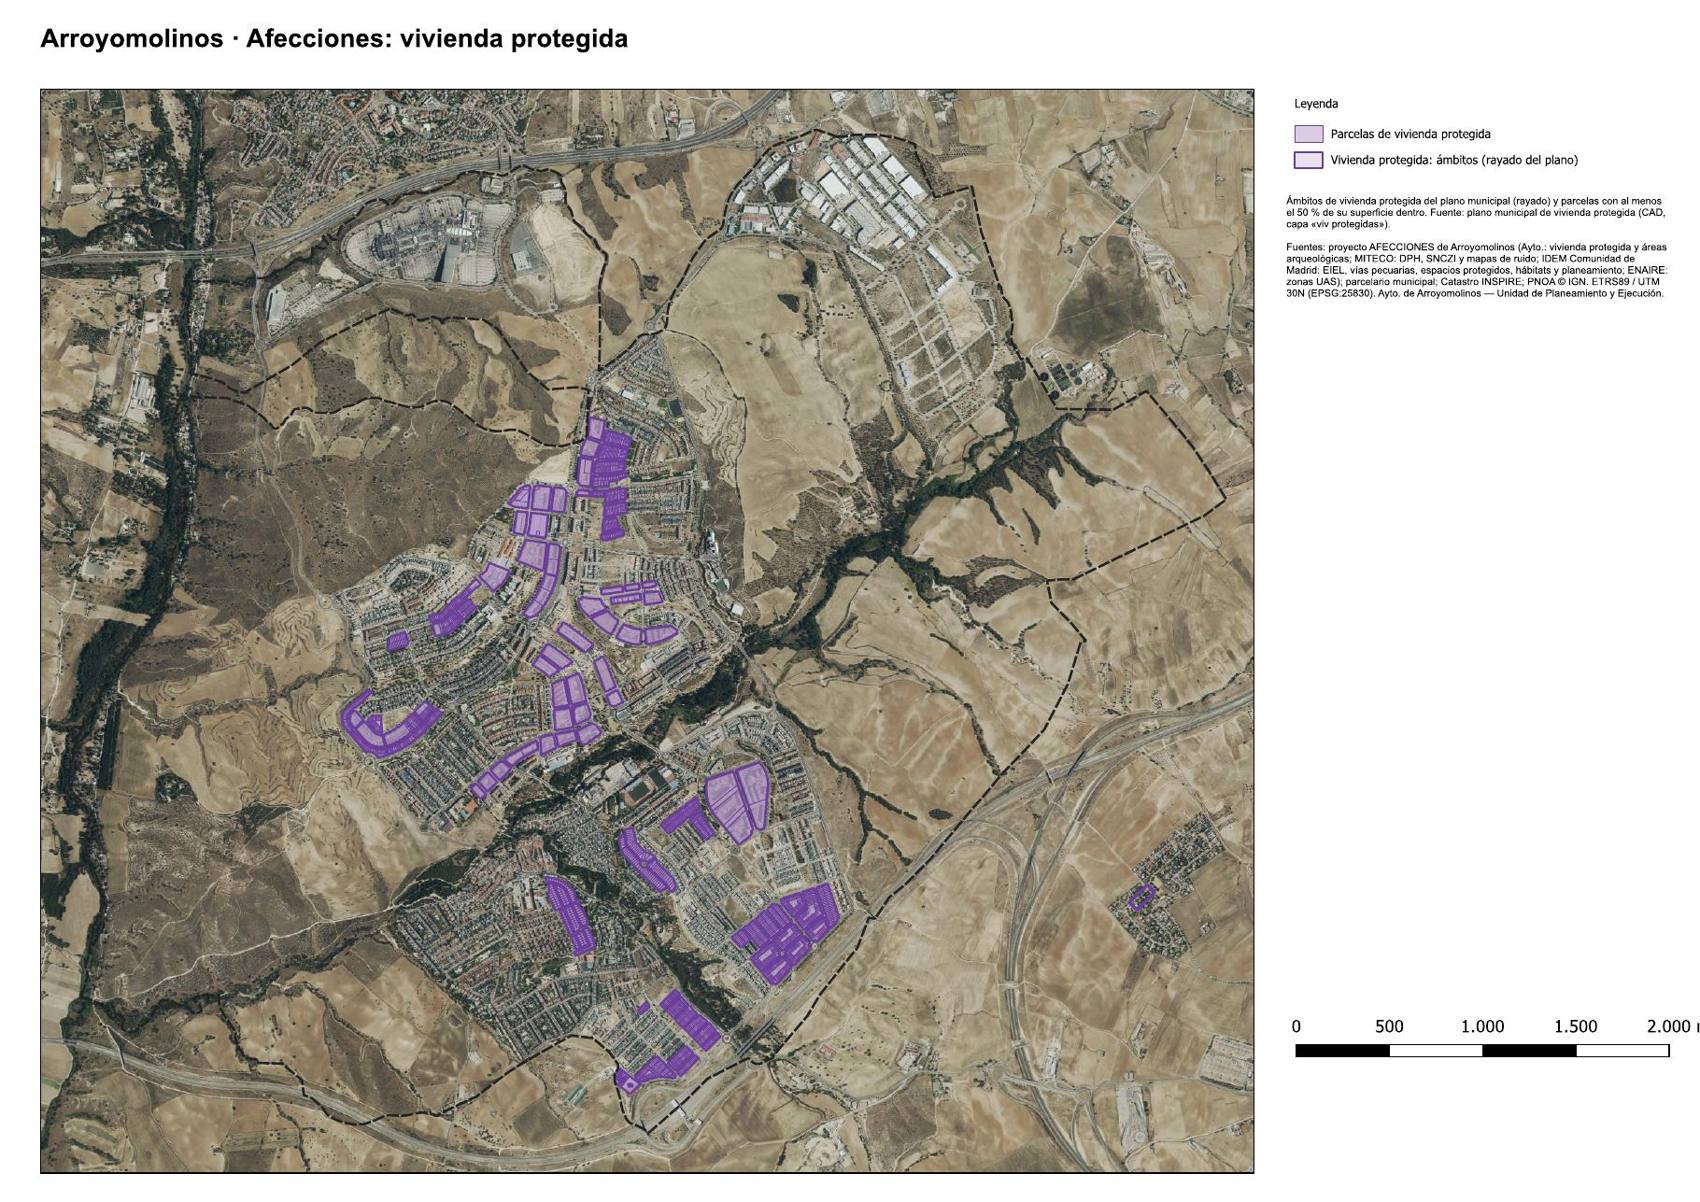 Arroyomolinos · Afecciones: vivienda protegida
Leyenda
Parcelas de vivienda protegida
Vivienda protegida: ámbitos (rayado del plano)
Ámbitos de vivienda protegida del plano municipal (rayado) y parcelas con al menos
el 50 % de su superficie dentro. Fuente: plano municipal de vivienda protegida (CAD,
capa «viv protegidas»).
Fuentes: proyecto AFECCIONES de Arroyomolinos (Ayto.: vivienda protegida y áreas
arqueológicas; MITECO: DPH, SNCZI y mapas de ruido; IDEM Comunidad de
Madrid: EIEL, vías pecuarias, espacios protegidos, hábitats y planeamiento; ENAIRE:
zonas UAS); parcelario municipal; Catastro INSPIRE; PNOA © IGN. ETRS89 / UTM
30N (EPSG:25830). Ayto. de Arroyomolinos — Unidad de Planeamiento y Ejecución.
0 500 1.000 1.500 2.000